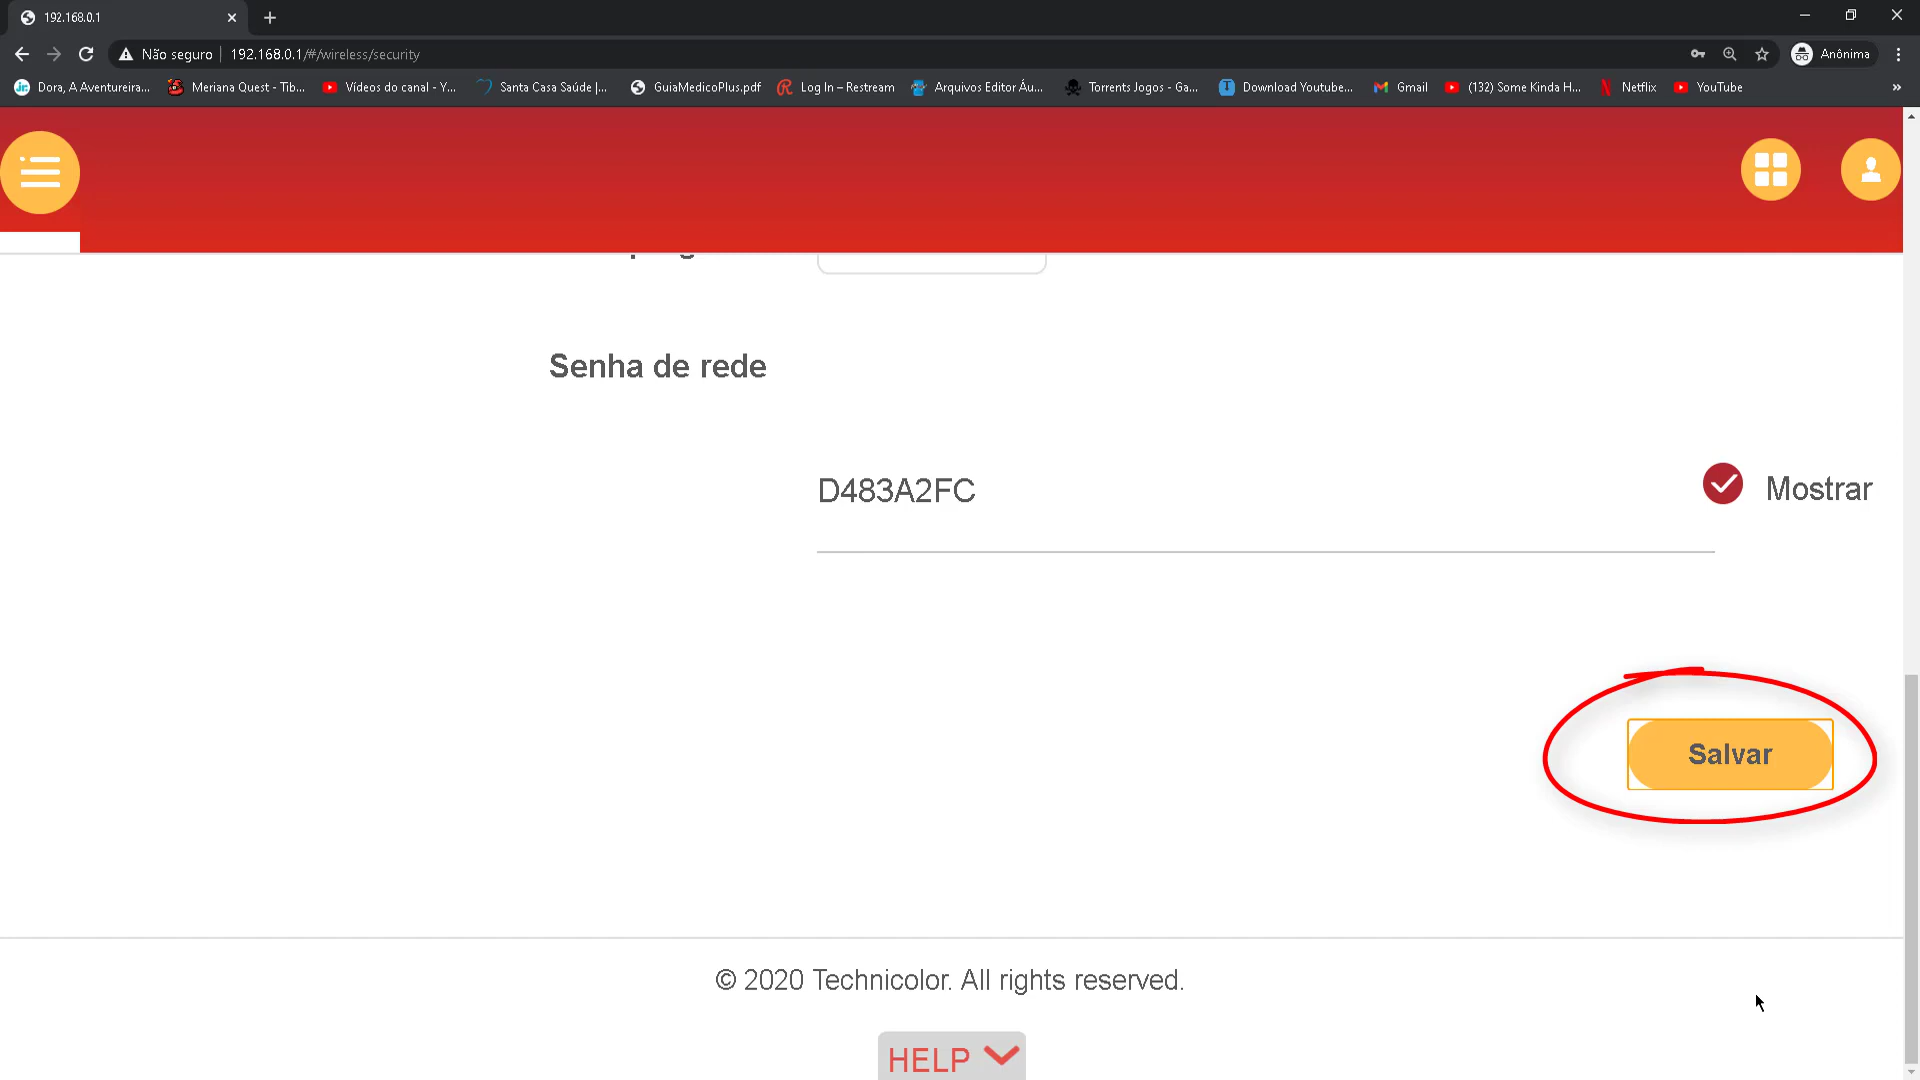 192.168.0.1
Não seguro
192.168.0.1/#/wireless/security
Anônima
Dora, A Aventureira...
Meriana Quest - Tib...
Vídeos do canal - Y...
Santa Casa Saúde |...
GuiaMedicoPlus.pdf
Log In – Restream
Arquivos Editor Áu...
Torrents Jogos - Ga...
Download Youtube...
Gmail
(132) Some Kinda H...
Netflix
YouTube
Senha de rede
D483A2FC
Mostrar
Salvar
© 2020 Technicolor. All rights reserved.
HELP